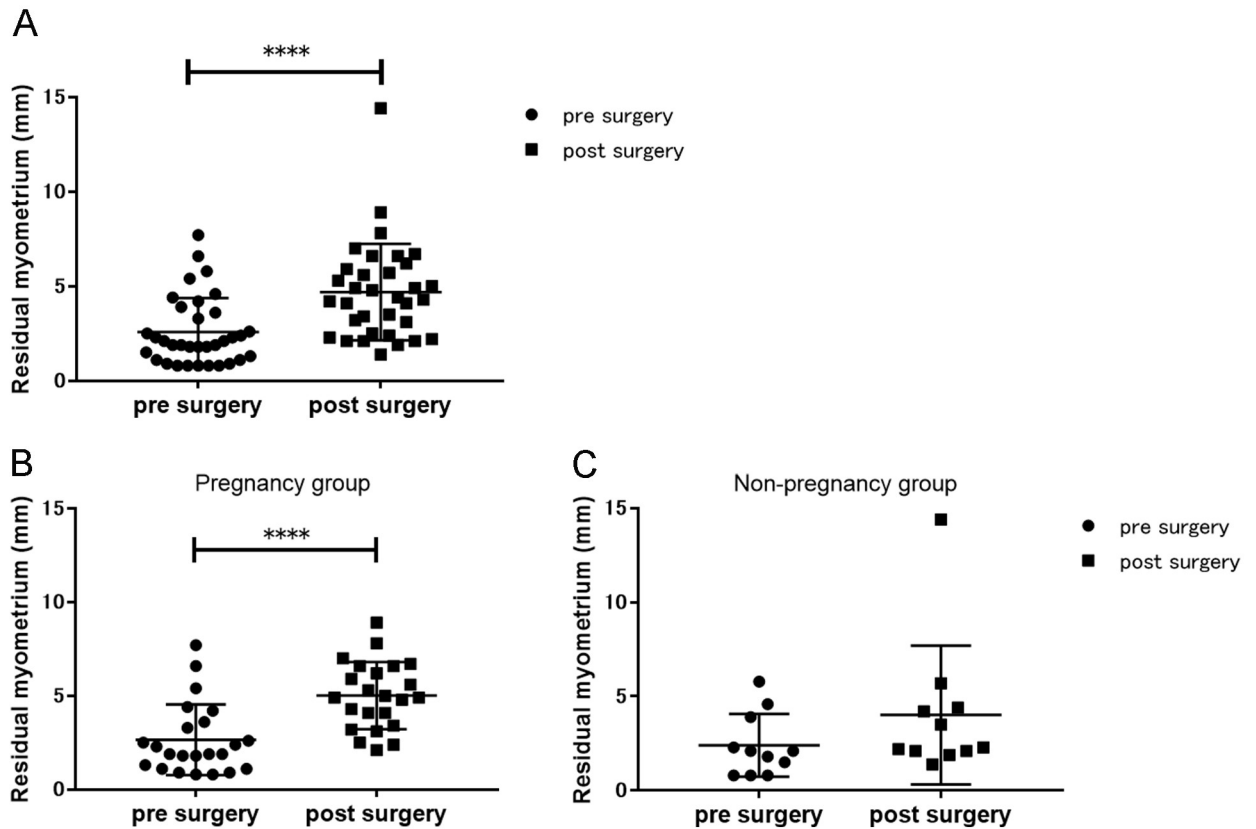 A
****
15
10
5
0
Residual myometrium (mm)
pre surgery
post surgery
pre surgery
post surgery
B
Pregnancy group
****
15
10
5
0
Residual myometrium (mm)
pre surgery
post surgery
C
Non-pregnancy group
15
10
5
0
Residual myometrium (mm)
pre surgery
post surgery
pre surgery
post surgery